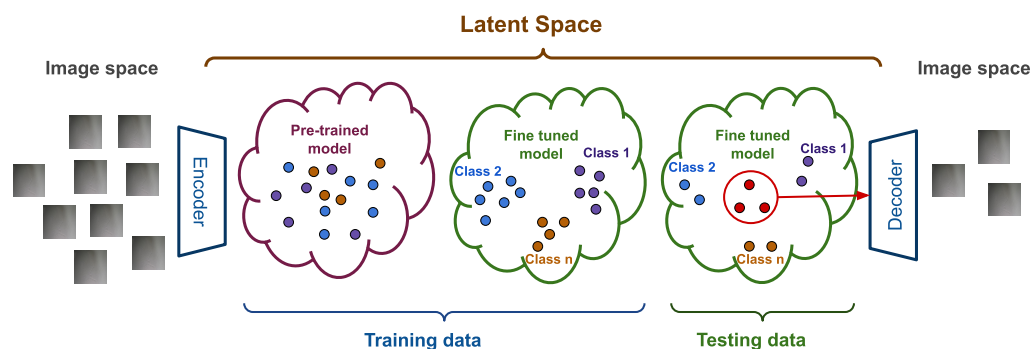 Latent Space
Image space
Image space
Encoder
Pre-trained
model
Fine tuned
model
Class 1
Class 2
Class n
Fine tuned
model
Class 1
Class 2
Class n
Decoder
Training data
Testing data